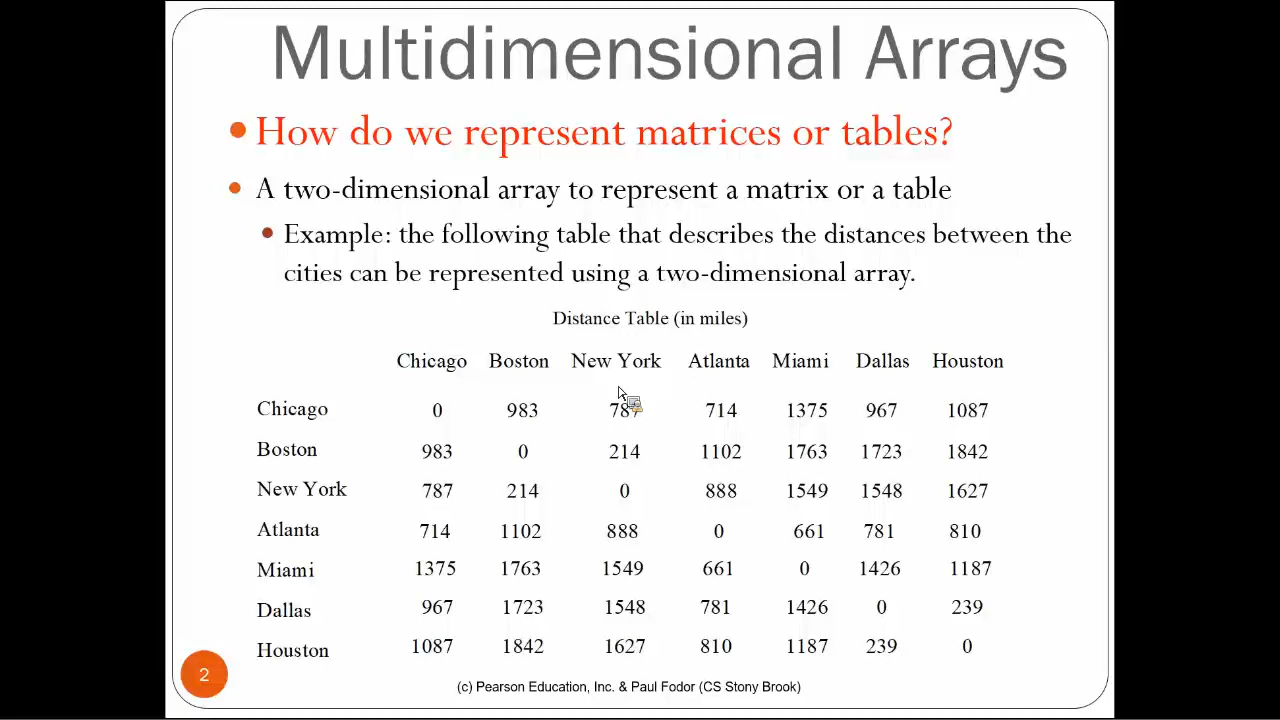 Multidimensional Arrays
How do we represent matrices or tables?
A two-dimensional array to represent a matrix or a table
Example: the following table that describes the distances between the
cities can be represented using a two-dimensional array.
Distance Table (in miles)
Chicago Boston New York Atlanta Miami Dallas Houston
Chicago 0 983 787 714 1375 967 1087
Boston 983 0 214 1102 1763 1723 1842
New York 787 214 0 888 1549 1548 1627
Atlanta 714 1102 888 0 661 781 810
Miami 1375 1763 1549 661 0 1426 1187
Dallas 967 1723 1548 781 1426 0 239
Houston 1087 1842 1627 810 1187 239 0
2
(c) Pearson Education, Inc. & Paul Fodor (CS Stony Brook)